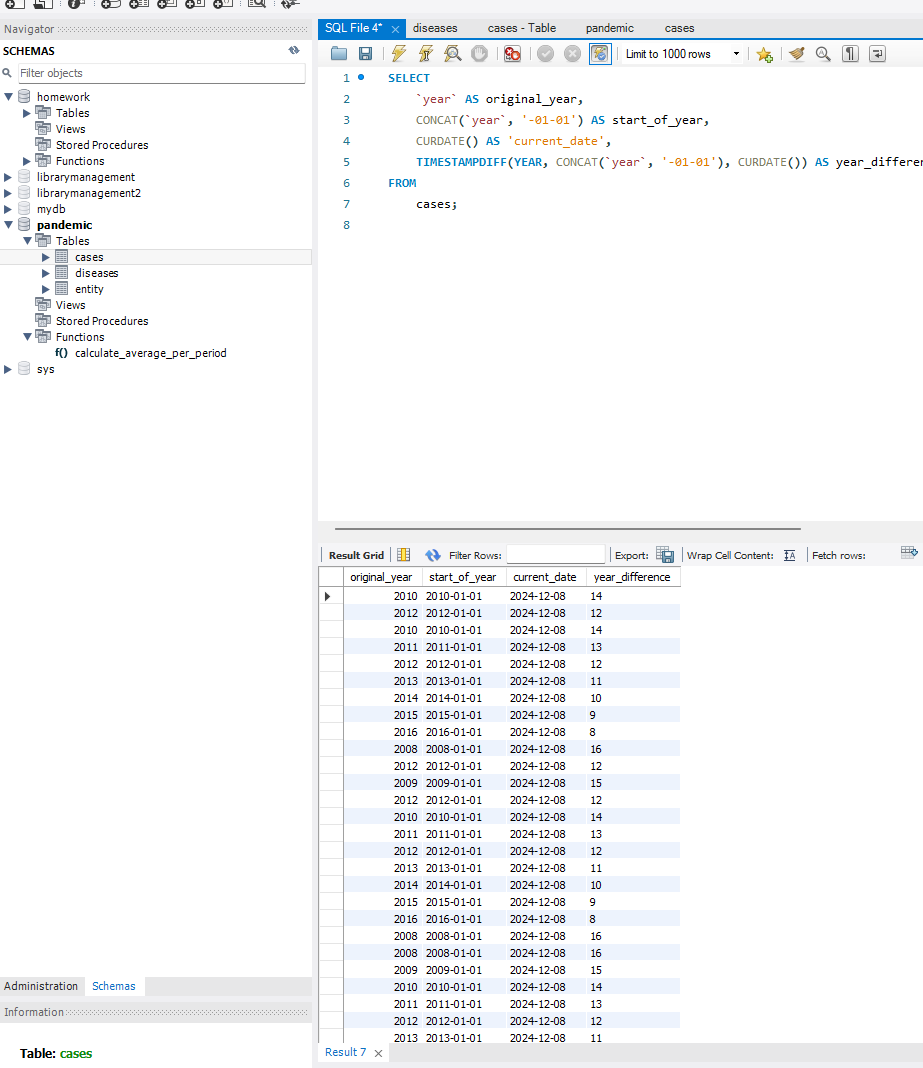 Navigator
SCHEMAS
Filter objects
homework
Tables
Views
Stored Procedures
Functions
librarymanagement
librarymanagement2
mydb
pandemic
Tables
cases
diseases
entity
Views
Stored Procedures
Functions
f() calculate_average_per_period
sys
Administration Schemas
Information
Table: cases
SQL File 4* diseases cases - Table pandemic cases
Limit to 1000 rows
1 SELECT
2 `year` AS original_year,
3 CONCAT(`year`, '-01-01') AS start_of_year,
4 CURDATE() AS 'current_date',
5 TIMESTAMPDIFF(YEAR, CONCAT(`year`, '-01-01'), CURDATE()) AS year_differen
6 FROM
7 cases;
8
Result Grid Filter Rows: Export: Wrap Cell Content: Fetch rows:
original_year start_of_year current_date year_difference
2010 2010-01-01 2024-12-08 14
2012 2012-01-01 2024-12-08 12
2010 2010-01-01 2024-12-08 14
2011 2011-01-01 2024-12-08 13
2012 2012-01-01 2024-12-08 12
2013 2013-01-01 2024-12-08 11
2014 2014-01-01 2024-12-08 10
2015 2015-01-01 2024-12-08 9
2016 2016-01-01 2024-12-08 8
2008 2008-01-01 2024-12-08 16
2012 2012-01-01 2024-12-08 12
2009 2009-01-01 2024-12-08 15
2012 2012-01-01 2024-12-08 12
2010 2010-01-01 2024-12-08 14
2011 2011-01-01 2024-12-08 13
2012 2012-01-01 2024-12-08 12
2013 2013-01-01 2024-12-08 11
2014 2014-01-01 2024-12-08 10
2015 2015-01-01 2024-12-08 9
2016 2016-01-01 2024-12-08 8
2008 2008-01-01 2024-12-08 16
2008 2008-01-01 2024-12-08 16
2009 2009-01-01 2024-12-08 15
2010 2010-01-01 2024-12-08 14
2011 2011-01-01 2024-12-08 13
2012 2012-01-01 2024-12-08 12
2013 2013-01-01 2024-12-08 11
Result 7